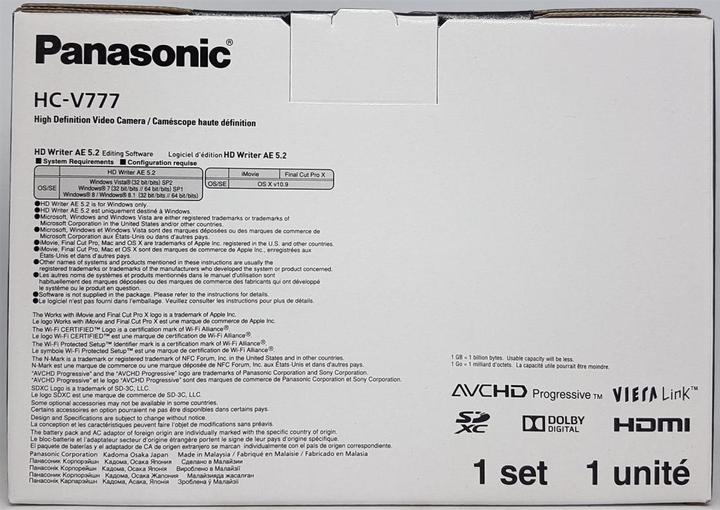 Panasonic®
HC-V777
High Definition Video Camera / Caméscope haute définition
HD Writer AE 5.2 Editing Software Logiciel d'édition HD Writer AE 5.2
■ System Requirements ■ Configuration requise
HD Writer AE 5.2
OS/SE
Windows Vista® (32 bit/bits) SP2
Windows® 7 (32 bit/bits // 64 bit/bits) SP1
Windows® 8 / Windows® 8.1 (32 bit/bits // 64 bit/bits)
iMovie Final Cut Pro X
OS/SE OS X v10.9
●HD Writer AE 5.2 is for Windows only.
●HD Writer AE 5.2 est uniquement destiné à Windows.
●Microsoft, Windows and Windows Vista are either registered trademarks or trademarks of
Microsoft Corporation in the United States and/or other countries.
●Microsoft, Windows et Windows Vista sont des marques déposées ou des marques de commerce de
Microsoft Corporation aux États-Unis ou dans d'autres pays.
●iMovie, Final Cut Pro, Mac and OS X are trademarks of Apple Inc. registered in the U.S. and other countries.
●iMovie, Final Cut Pro, Mac et OS X sont des marques de commerce de Apple Inc., enregistrées aux
États-Unis et dans d'autres pays.
●Other names of systems and products mentioned in these instructions are usually the
registered trademarks or trademarks of the manufacturers who developed the system or product concerned.
●Les autres noms de systèmes et produits mentionnés dans le manuel d'utilisation sont
habituellement des marques déposées ou des marques de commerce des fabricants qui ont développé
le système ou le produit en question.
●Software is not supplied in the package. Please refer to the instructions for details.
●Le logiciel n'est pas fourni dans l'emballage. Veuillez consulter les instructions pour plus de détails.
The Works with iMovie and Final Cut Pro X logo is a trademark of Apple Inc.
Le logo Works with iMovie and Final Cut Pro X est une marque de commerce de Apple Inc.
The Wi-Fi CERTIFIED™ Logo is a certification mark of Wi-Fi Alliance®.
Le logo Wi-Fi CERTIFIED™ est une marque de certification de Wi-Fi Alliance®.
The Wi-Fi Protected Setup™ Identifier mark is a certification mark of Wi-Fi Alliance®.
Le symbole Wi-Fi Protected Setup™ est une marque de certification de Wi-Fi Alliance®.
The N-Mark is a trademark or registered trademark of NFC Forum, Inc. in the United States and in other countries.
N-Mark est une marque de commerce ou une marque déposée de NFC Forum, Inc. aux États-Unis et dans d'autres pays.
"AVCHD Progressive" and the "AVCHD Progressive" logo are trademarks of Panasonic Corporation and Sony Corporation.
"AVCHD Progressive" et le logo "AVCHD Progressive" sont des marques de commerce de Panasonic Corporation et Sony Corporation.
SDXC Logo is a trademark of SD-3C, LLC.
Le logo SDXC est une marque de commerce de SD-3C, LLC.
Some optional accessories may not be available in some countries.
Certains accessoires en option pourraient ne pas être disponibles dans certains pays.
Design and Specifications are subject to change without notice.
La conception et les caractéristiques peuvent faire l'objet de modifications sans préavis.
The battery pack and AC adaptor of foreign origin are individually marked with the specific country of origin.
Le bloc-batterie et l'adaptateur secteur d'origine étrangère portent le signe de leur pays d'origine spécifique.
El paquete de baterías y el adaptador de CA de origen extranjero se marcan individualmente con el país de origen correspondiente.
Panasonic Corporation Kadoma Osaka Japan Made in Malaysia / Fabriqué en Malaisie / Fabricado en Malasia
Панасоник Корпорэйшн Кадома, Осака Япония Сделано в Малайзии
Панасонік Корпорейшн Кадома, Осака Японія Вироблено в Малайзії
Панасоник Корпорэйшн Кадома, Осака Жапония Малайзияда жасалған
Панасонік Карпарэйшн Кадома, Асака, Японія Зроблена ў Малайзіі
1 GB = 1 billion bytes. Usable capacity will be less.
1 Go = 1 milliard d'octets. La capacité utile pourrait être moindre.
AVCHD Progressive™ VIERA Link™
SD XC DOLBY DIGITAL HDMI
1 set 1 unité